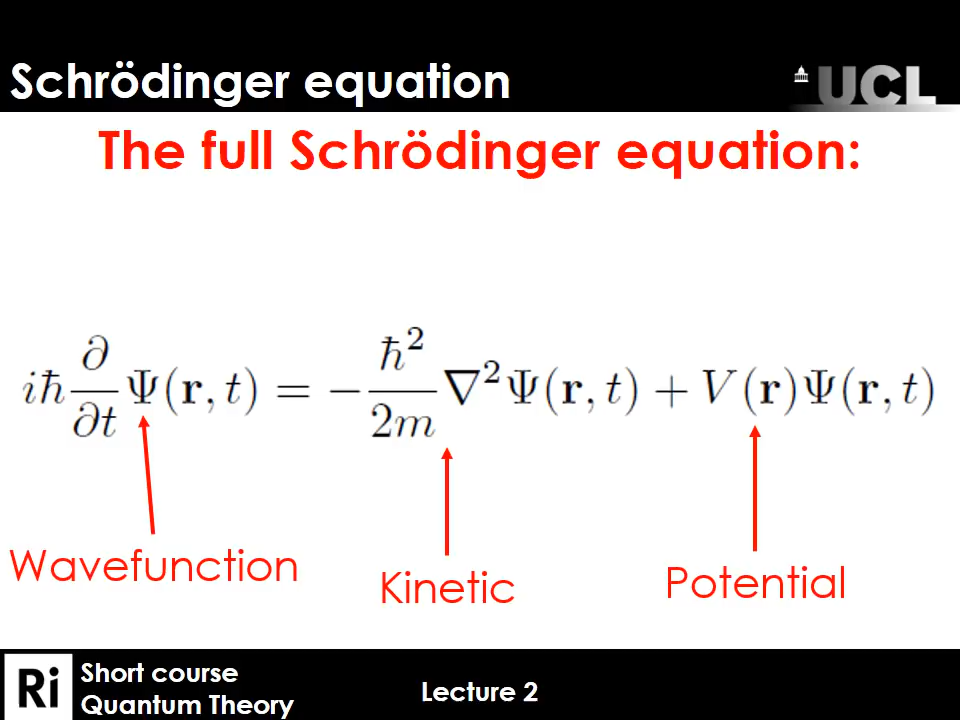 Schrödinger equation
UCL
The full Schrödinger equation:
iħ ∂/∂t Ψ(r, t) = − ħ²/2m ∇²Ψ(r, t) + V(r)Ψ(r, t)
Wavefunction
Kinetic
Potential
Ri
Short course
Quantum Theory
Lecture 2